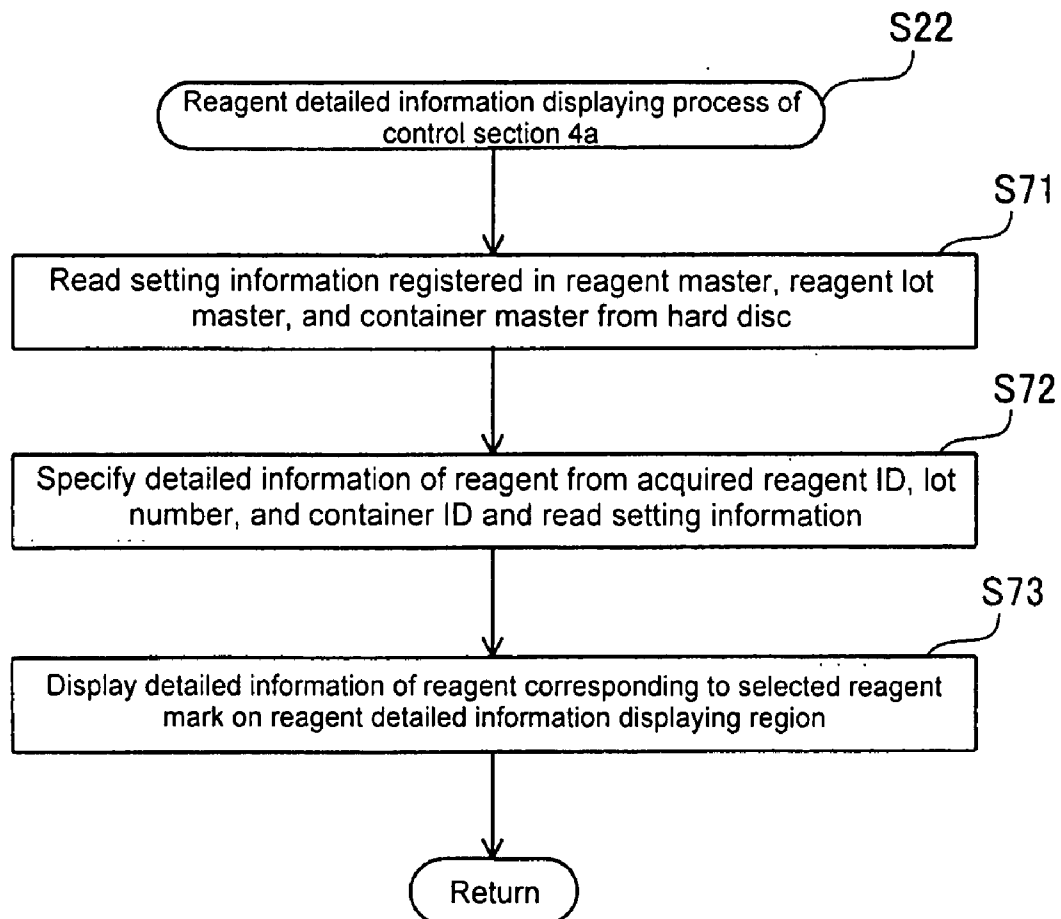 S22
Reagent detailed information displaying process of
control section 4a
S71
Read setting information registered in reagent master, reagent lot
master, and container master from hard disc
S72
Specify detailed information of reagent from acquired reagent ID, lot
number, and container ID and read setting information
S73
Display detailed information of reagent corresponding to selected reagent
mark on reagent detailed information displaying region
Return